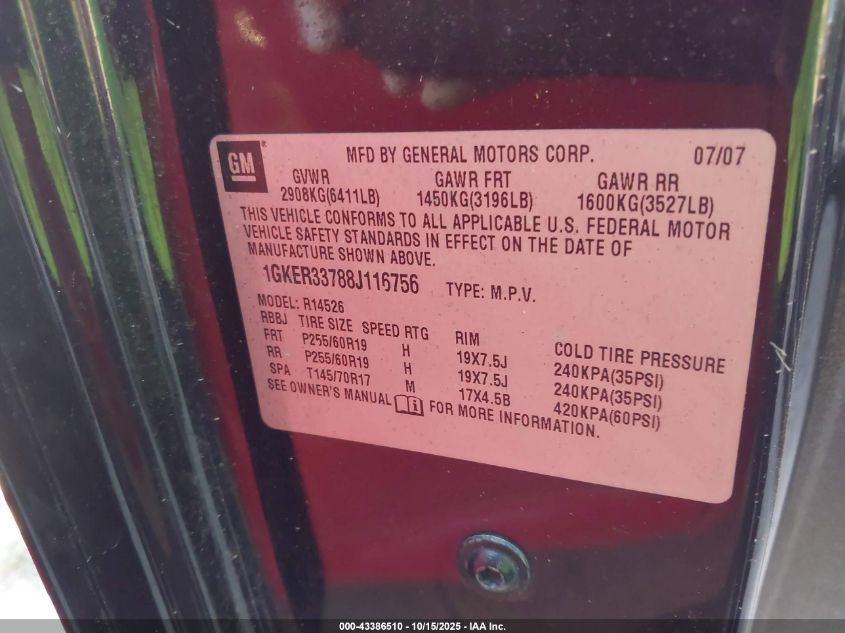 GM
MFD BY GENERAL MOTORS CORP. 07/07
GVWR GAWR FRT GAWR RR
2908KG(6411LB) 1450KG(3196LB) 1600KG(3527LB)
THIS VEHICLE CONFORMS TO ALL APPLICABLE U.S. FEDERAL MOTOR
VEHICLE SAFETY STANDARDS IN EFFECT ON THE DATE OF
MANUFACTURE SHOWN ABOVE.
1GKER33788J116756 TYPE: M.P.V.
MODEL: R14526
RBBJ TIRE SIZE SPEED RTG RIM COLD TIRE PRESSURE
FRT P255/60R19 H 19X7.5J 240KPA(35PSI)
RR P255/60R19 H 19X7.5J 240KPA(35PSI)
SPA T145/70R17 M 17X4.5B 420KPA(60PSI)
SEE OWNER'S MANUAL i FOR MORE INFORMATION.
000-43386510 - 10/15/2025 - IAA Inc.